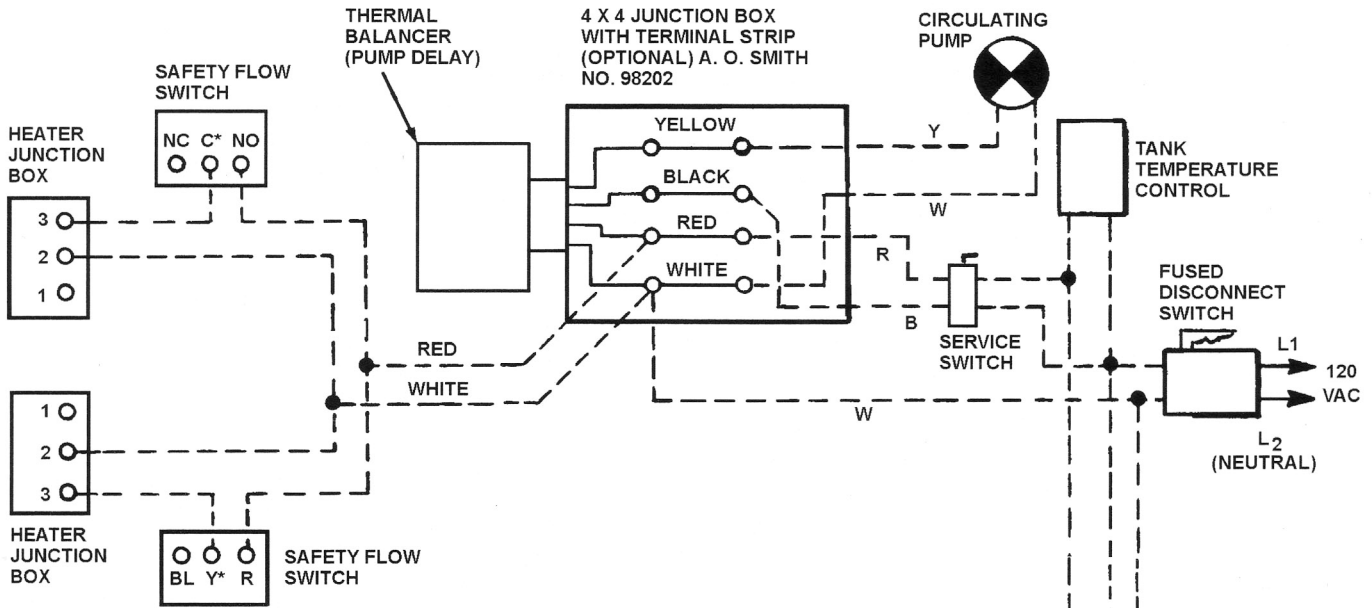 THERMAL
BALANCER
(PUMP DELAY)
4 X 4 JUNCTION BOX
WITH TERMINAL STRIP
(OPTIONAL) A. O. SMITH
NO. 98202
CIRCULATING
PUMP
SAFETY FLOW
SWITCH
NC C* NO
HEATER
JUNCTION
BOX
3
2
1
YELLOW
BLACK
RED
WHITE
Y
W
R
B
TANK
TEMPERATURE
CONTROL
FUSED
DISCONNECT
SWITCH
SERVICE
SWITCH
L1
120
VAC
L2
(NEUTRAL)
RED
WHITE
W
1
2
3
HEATER
JUNCTION
BOX
BL Y* R
SAFETY FLOW
SWITCH